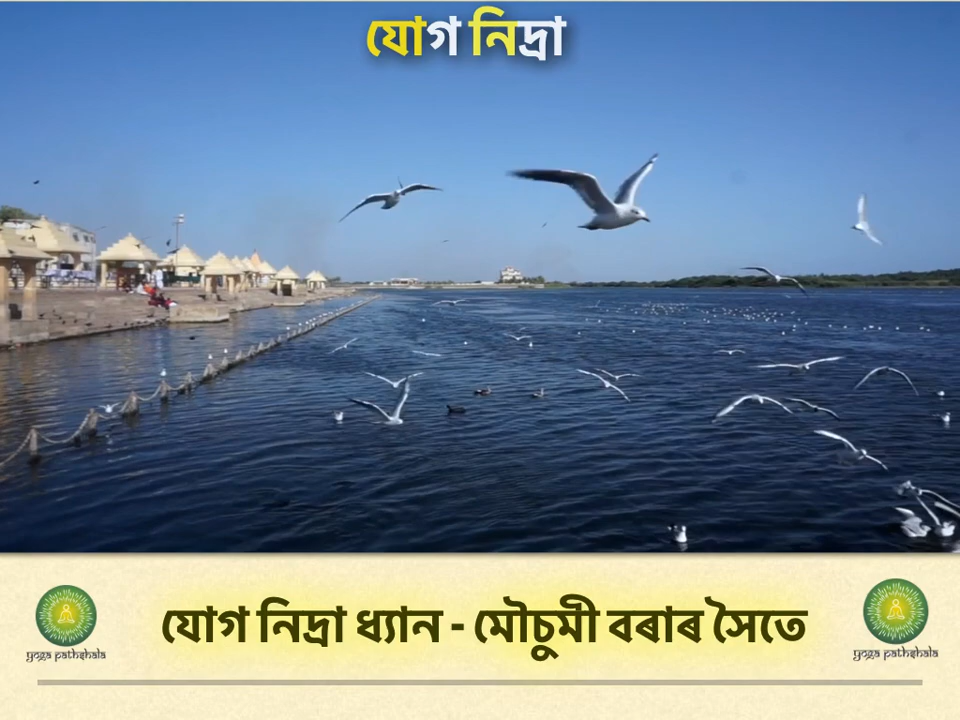 যোগ নিদ্ৰা
যোগ নিদ্ৰা ধ্যান - মৌচুমী বৰাৰ সৈতে
yoga pathshala
yoga pathshala